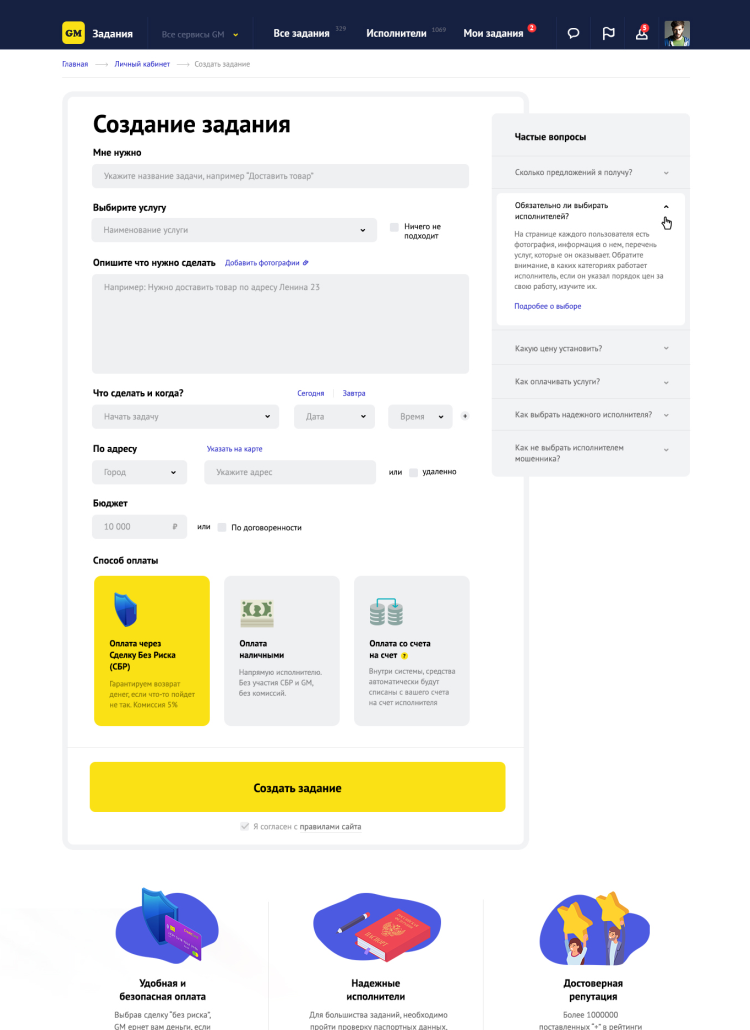 GM Задания
Все сервисы GM
Все задания 329
Исполнители 1069
Мои задания 2
5
Главная
Личный кабинет
Создать задание
Создание задания
Мне нужно
Укажите название задачи, например "Доставить товар"
Выбирите услугу
Наименование услуги
Ничего не
подходит
Опишите что нужно сделать
Добавить фотографии
Например: Нужно доставить товар по адресу Ленина 23
Что сделать и когда?
Сегодня
Завтра
Начать задачу
Дата
Время
По адресу
Указать на карте
Город
Укажите адрес
или
удаленно
Бюджет
10 000 ₽
или
По договоренности
Способ оплаты
Оплата через
Сделку Без Риска
(СБР)
Гарантируем возврат
денег, если что-то пойдет
не так. Комиссия 5%
Оплата
наличными
Напрямую исполнителю.
Без участия СБР и GM,
без комиссий.
Оплата со счета
на счет ?
Внутри системы, средства
автоматически будут
списаны с вашего счета
на счет исполнителя
Создать задание
Я согласен с правилами сайта
Частые вопросы
Сколько предложений я получу?
Обязательно ли выбирать
исполнителей?
На странице каждого пользователя есть
фотография, информация о нем, перечень
услуг, которые он оказывает. Обратите
внимание, в каких категориях работает
исполнитель, если он указал порядок цен за
свою работу, изучите их.
Подробее о выборе
Какую цену установить?
Как оплачивать услуги?
Как выбрать надежного исполнителя?
Как не выбрать исполнителем
мошенника?
Удобная и
безопасная оплата
Выбрав сделку "без риска",
GM ернет вам деньги, если
ПАСПОРТ
Надежные
исполнители
Для большиства заданий, необходимо
пройти проверку паспортных данных,
Достоверная
репутация
Более 1000000
поставленных "+" в рейтинги